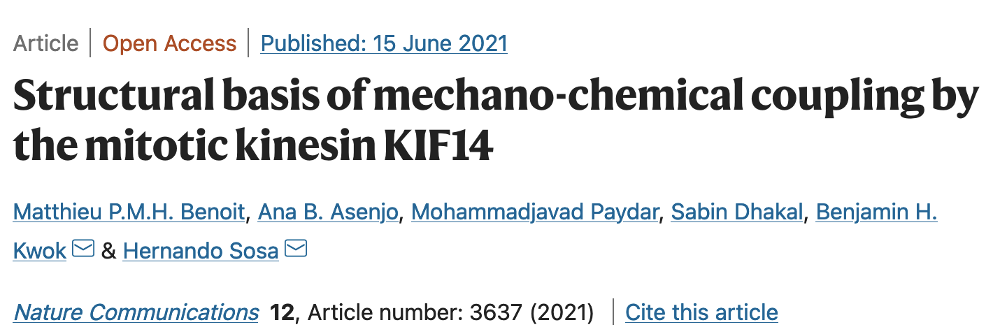 Article | Open Access | Published: 15 June 2021
Structural basis of mechano-chemical coupling by
the mitotic kinesin KIF14
Matthieu P.M.H. Benoit, Ana B. Asenjo, Mohammadjavad Paydar, Sabin Dhakal, Benjamin H.
Kwok & Hernando Sosa
Nature Communications 12, Article number: 3637 (2021) | Cite this article